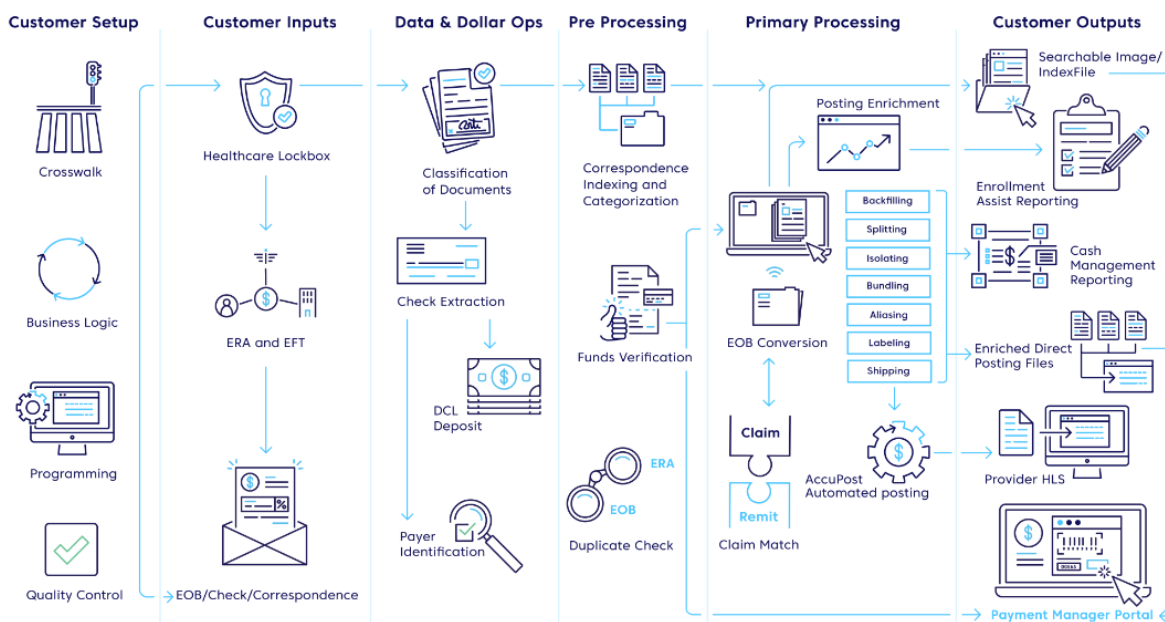 Customer Setup
Customer Inputs
Data & Dollar Ops
Pre Processing
Primary Processing
Customer Outputs
Crosswalk
Business Logic
Programming
Quality Control
Healthcare Lockbox
ERA and EFT
%
EOB/Check/Correspondence
Classification
of Documents
Check Extraction
DCL
Deposit
Payer
Identification
Correspondence
Indexing and
Categorization
Funds Verification
ERA
EOB
Duplicate Check
Posting Enrichment
EOB Conversion
Claim
Remit
Claim Match
Backfilling
Splitting
Isolating
Bundling
Aliasing
Labeling
Shipping
AccuPost
Automated posting
Searchable Image/
IndexFile
Enrollment
Assist Reporting
Cash
Management
Reporting
Enriched Direct
Posting Files
Provider HLS
Payment Manager Portal